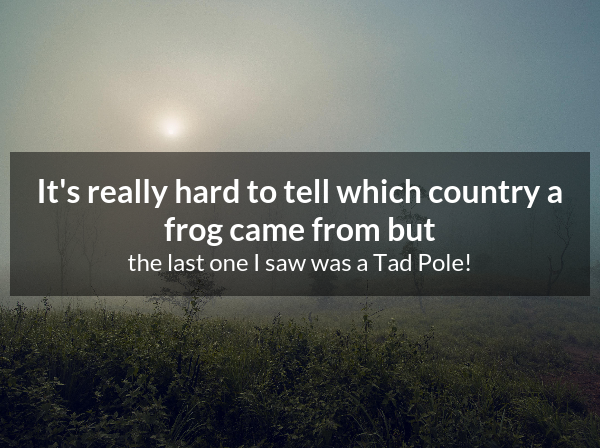 It's really hard to tell which country a
frog came from but
the last one I saw was a Tad Pole!